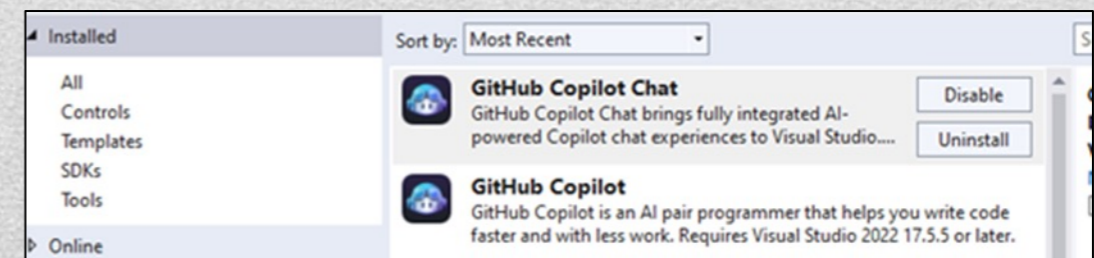 Installed
All
Controls
Templates
SDKs
Tools
Online
Sort by: Most Recent
GitHub Copilot Chat
GitHub Copilot Chat brings fully integrated AI-
powered Copilot chat experiences to Visual Studio....
Disable
Uninstall
GitHub Copilot
GitHub Copilot is an AI pair programmer that helps you write code
faster and with less work. Requires Visual Studio 2022 17.5.5 or later.